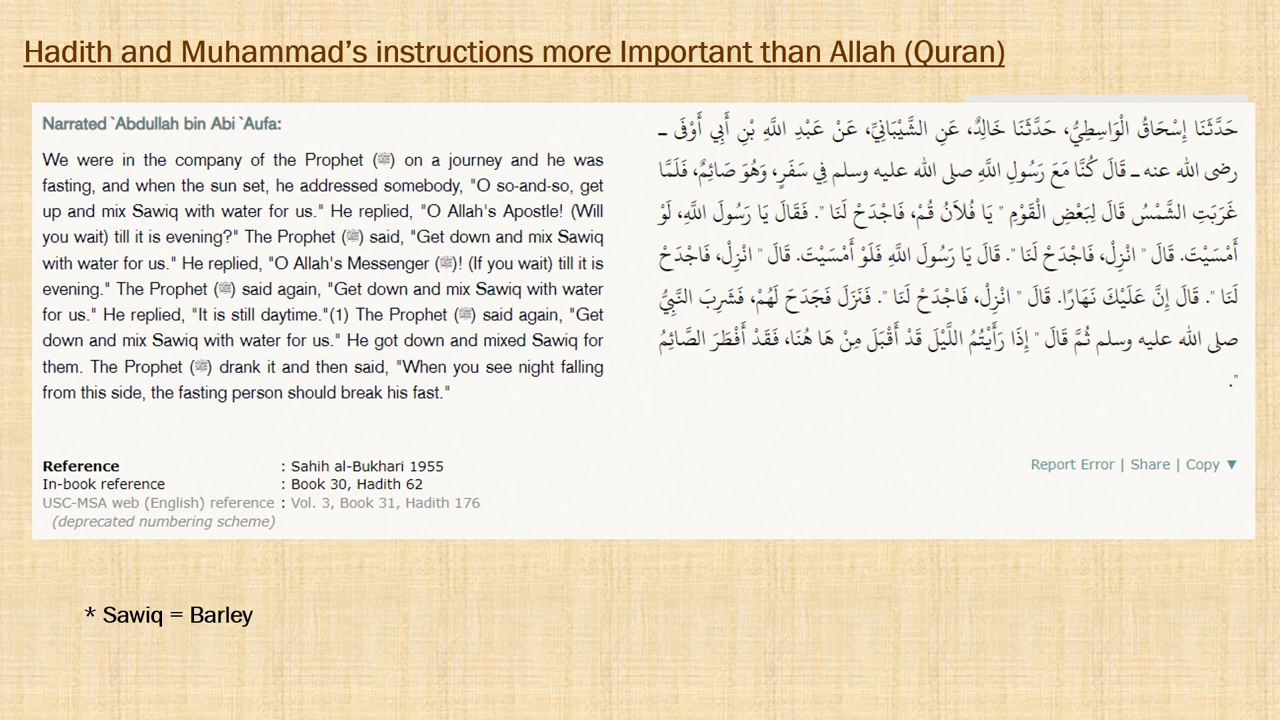 Hadith and Muhammad's instructions more Important than Allah (Quran)
Narrated `Abdullah bin Abi `Aufa:
We were in the company of the Prophet (ﷺ) on a journey and he was
fasting, and when the sun set, he addressed somebody, "O so-and-so, get
up and mix Sawiq with water for us." He replied, "O Allah's Apostle! (Will
you wait) till it is evening?" The Prophet (ﷺ) said, "Get down and mix Sawiq
with water for us." He replied, "O Allah's Messenger (ﷺ)! (If you wait) till it is
evening." The Prophet (ﷺ) said again, "Get down and mix Sawiq with water
for us." He replied, "It is still daytime."(1) The Prophet (ﷺ) said again, "Get
down and mix Sawiq with water for us." He got down and mixed Sawiq for
them. The Prophet (ﷺ) drank it and then said, "When you see night falling
from this side, the fasting person should break his fast."
حَدَّثَنَا إِسْحَاقُ الْوَاسِطِيُّ، حَدَّثَنَا خَالِدٌ، عَنِ الشَّيْبَانِيِّ، عَنْ عَبْدِ اللَّهِ بْنِ أَبِي أَوْفَى ـ
رضى الله عنه ـ قَالَ كُنَّا مَعَ رَسُولِ اللَّهِ صلى الله عليه وسلم فِي سَفَرٍ، وَهُوَ صَائِمٌ، فَلَمَّا
غَرَبَتِ الشَّمْسُ قَالَ لِبَعْضِ الْقَوْمِ " يَا فُلاَنُ قُمْ، فَاجْدَحْ لَنَا ". فَقَالَ يَا رَسُولَ اللَّهِ، لَوْ
أَمْسَيْتَ. قَالَ " انْزِلْ، فَاجْدَحْ لَنَا ". قَالَ يَا رَسُولَ اللَّهِ فَلَوْ أَمْسَيْتَ. قَالَ " انْزِلْ، فَاجْدَحْ
لَنَا ". قَالَ إِنَّ عَلَيْكَ نَهَارًا. قَالَ " انْزِلْ، فَاجْدَحْ لَنَا ". فَنَزَلَ فَجَدَحَ لَهُمْ، فَشَرِبَ النَّبِيُّ
صلى الله عليه وسلم ثُمَّ قَالَ " إِذَا رَأَيْتُمُ اللَّيْلَ قَدْ أَقْبَلَ مِنْ هَا هُنَا، فَقَدْ أَفْطَرَ الصَّائِمُ
".
Reference : Sahih al-Bukhari 1955
In-book reference : Book 30, Hadith 62
USC-MSA web (English) reference : Vol. 3, Book 31, Hadith 176
(deprecated numbering scheme)
Report Error | Share | Copy ▼
* Sawiq = Barley